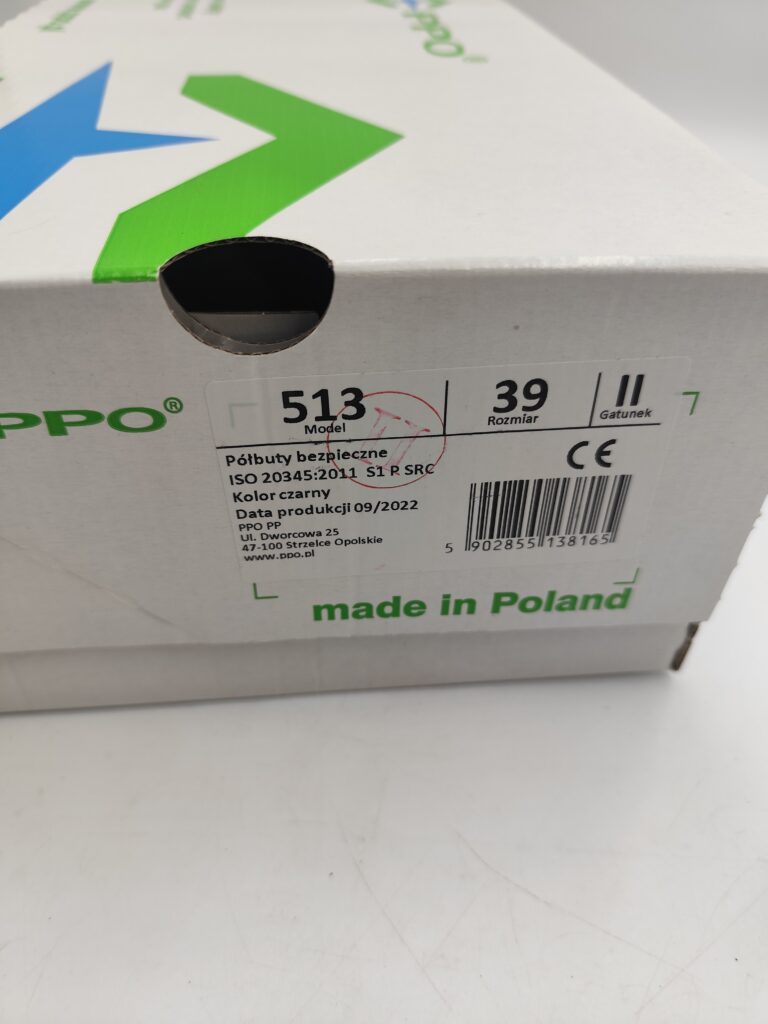 PPO®
PPO®
513 39 II
Model Rozmiar Gatunek
II
Półbuty bezpieczne
ISO 20345:2011 S1 P SRC
Kolor czarny
Data produkcji 09/2022
PPO PP
Ul. Dworcowa 25
47-100 Strzelce Opolskie
www.ppo.pl
CE
5 902855 138165
made in Poland